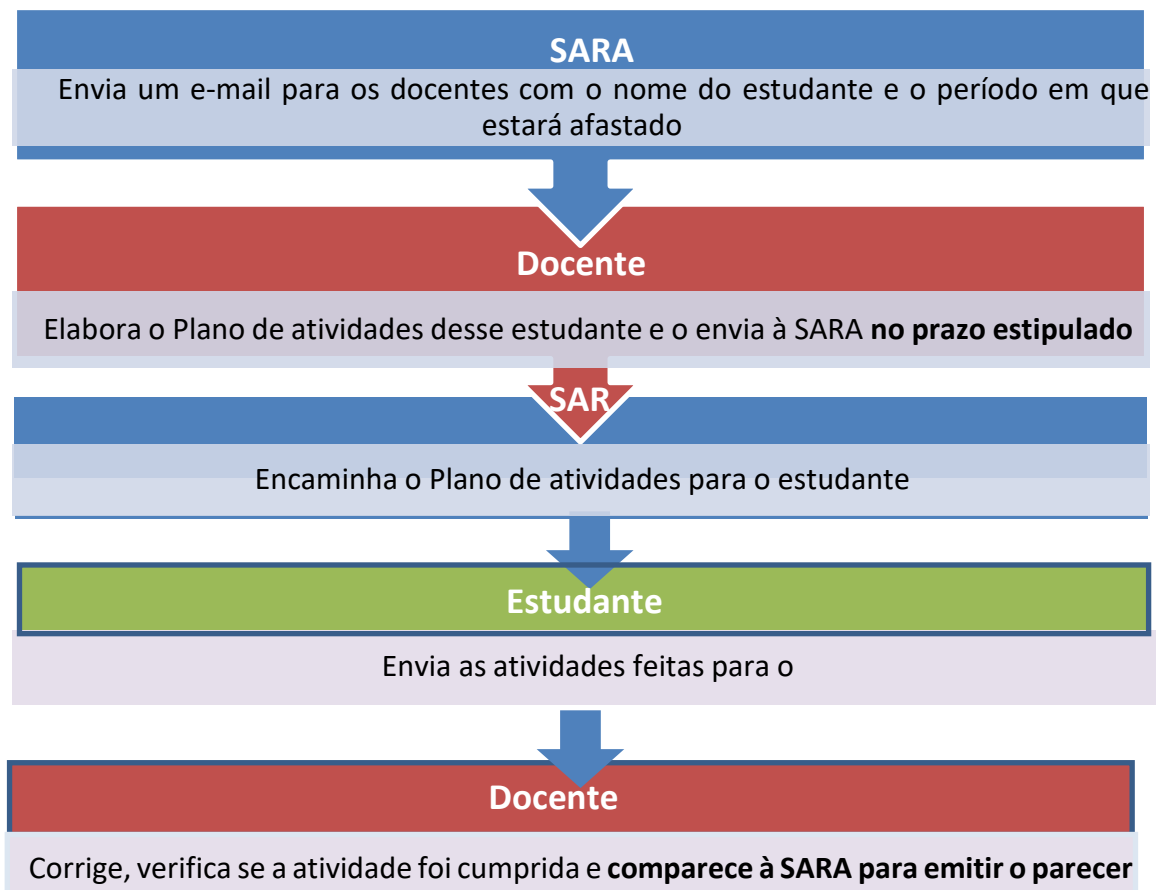 SARA
Envia um e-mail para os docentes com o nome do estudante e o período em que
estará afastado
Docente
Elabora o Plano de atividades desse estudante e o envia à SARA no prazo estipulado
SAR
Encaminha o Plano de atividades para o estudante
Estudante
Envia as atividades feitas para o
Docente
Corrige, verifica se a atividade foi cumprida e comparece à SARA para emitir o parecer